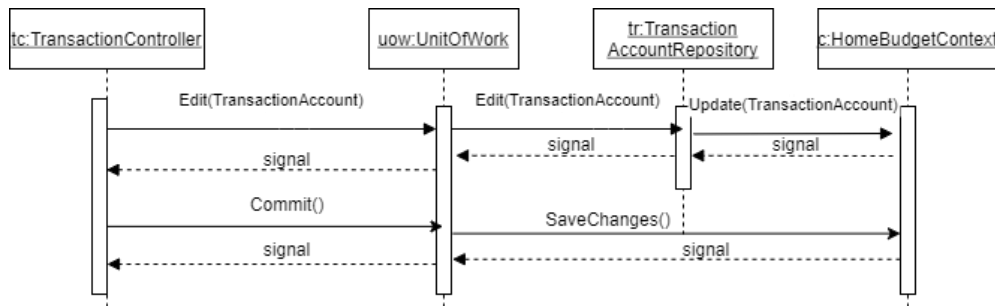 tc:TransactionController
uow:UnitOfWork
tr:Transaction
AccountRepository
c:HomeBudgetContext
Edit(TransactionAccount)
Edit(TransactionAccount)
Update(TransactionAccount)
signal
signal
signal
Commit()
SaveChanges()
signal
signal